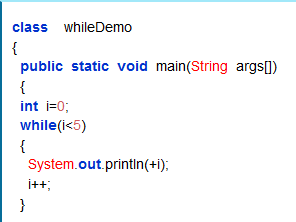 class whileDemo
{
public static void main(String args[])
{
int i=0;
while(i<5)
{
System.out.println(+i);
i++;
}